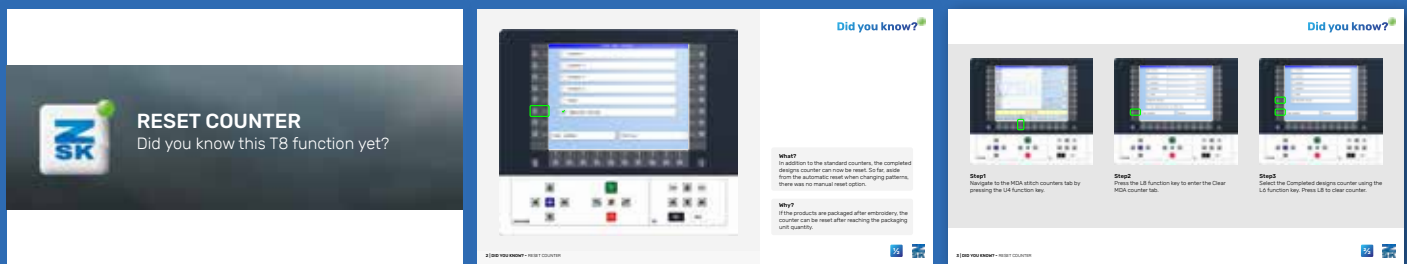 Z
SK
RESET COUNTER
Did you know this T8 function yet?
Did you know?
What?
In addition to the standard counters, the completed
designs counter can now be reset. So far, aside
from the automatic reset when changing patterns,
there was no manual reset option.
Why?
If the products are packaged after embroidery, the
counter can be reset after reaching the packaging
unit quantity.
2 | DID YOU KNOW? – RESET COUNTER
Did you know?
Step1
Navigate to the MDA stitch counters tab by
pressing the U4 function key.
Step2
Press the L8 function key to enter the Clear
MDA counter tab.
Step3
Select the Completed designs counter using the
L6 function key. Press L8 to clear counter.
3 | DID YOU KNOW? – RESET COUNTER